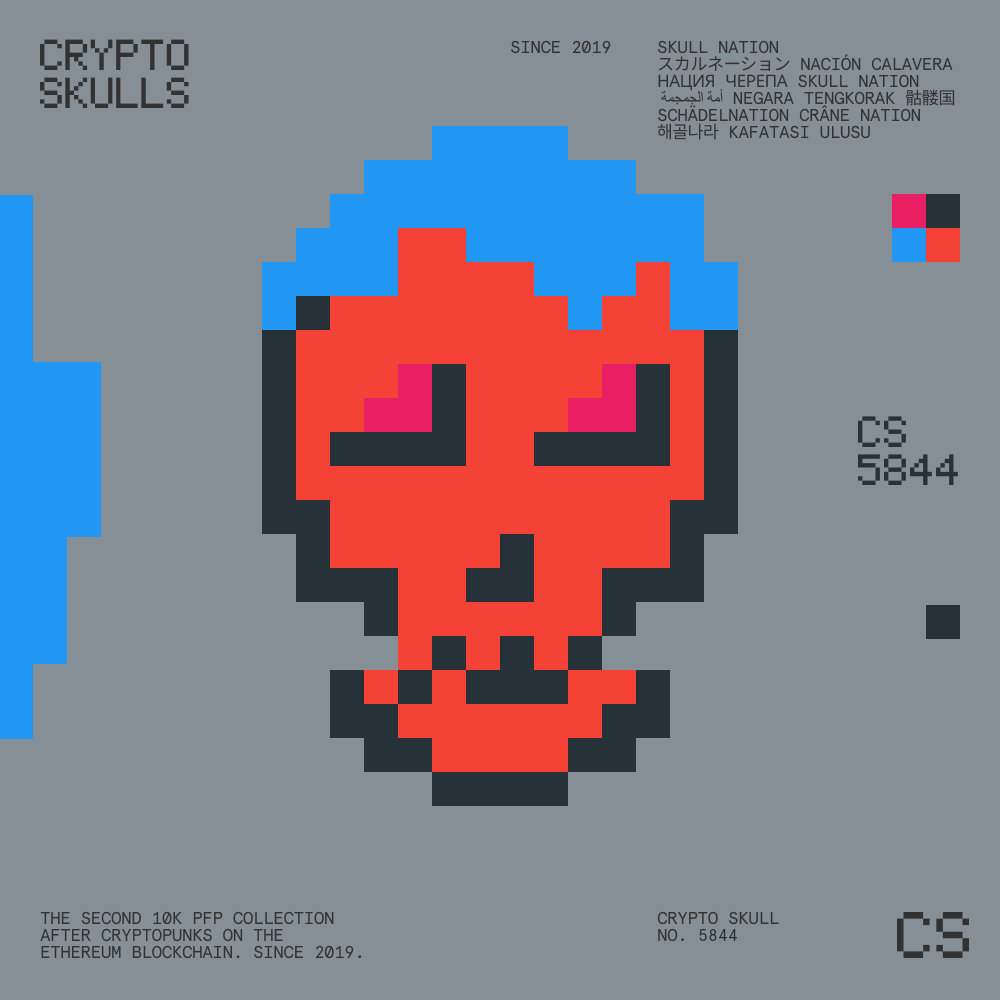 CRYPTO
SKULLS
SINCE 2019
SKULL NATION
スカルネーション NACIÓN CALAVERA
НАЦИЯ ЧЕРЕПА SKULL NATION
أمة الجمجمة NEGARA TENGKORAK 骷髅国
SCHÄDELNATION CRÂNE NATION
해골나라 KAFATASI ULUSU
CS
5844
THE SECOND 10K PFP COLLECTION
AFTER CRYPTOPUNKS ON THE
ETHEREUM BLOCKCHAIN. SINCE 2019.
CRYPTO SKULL
NO. 5844
CS